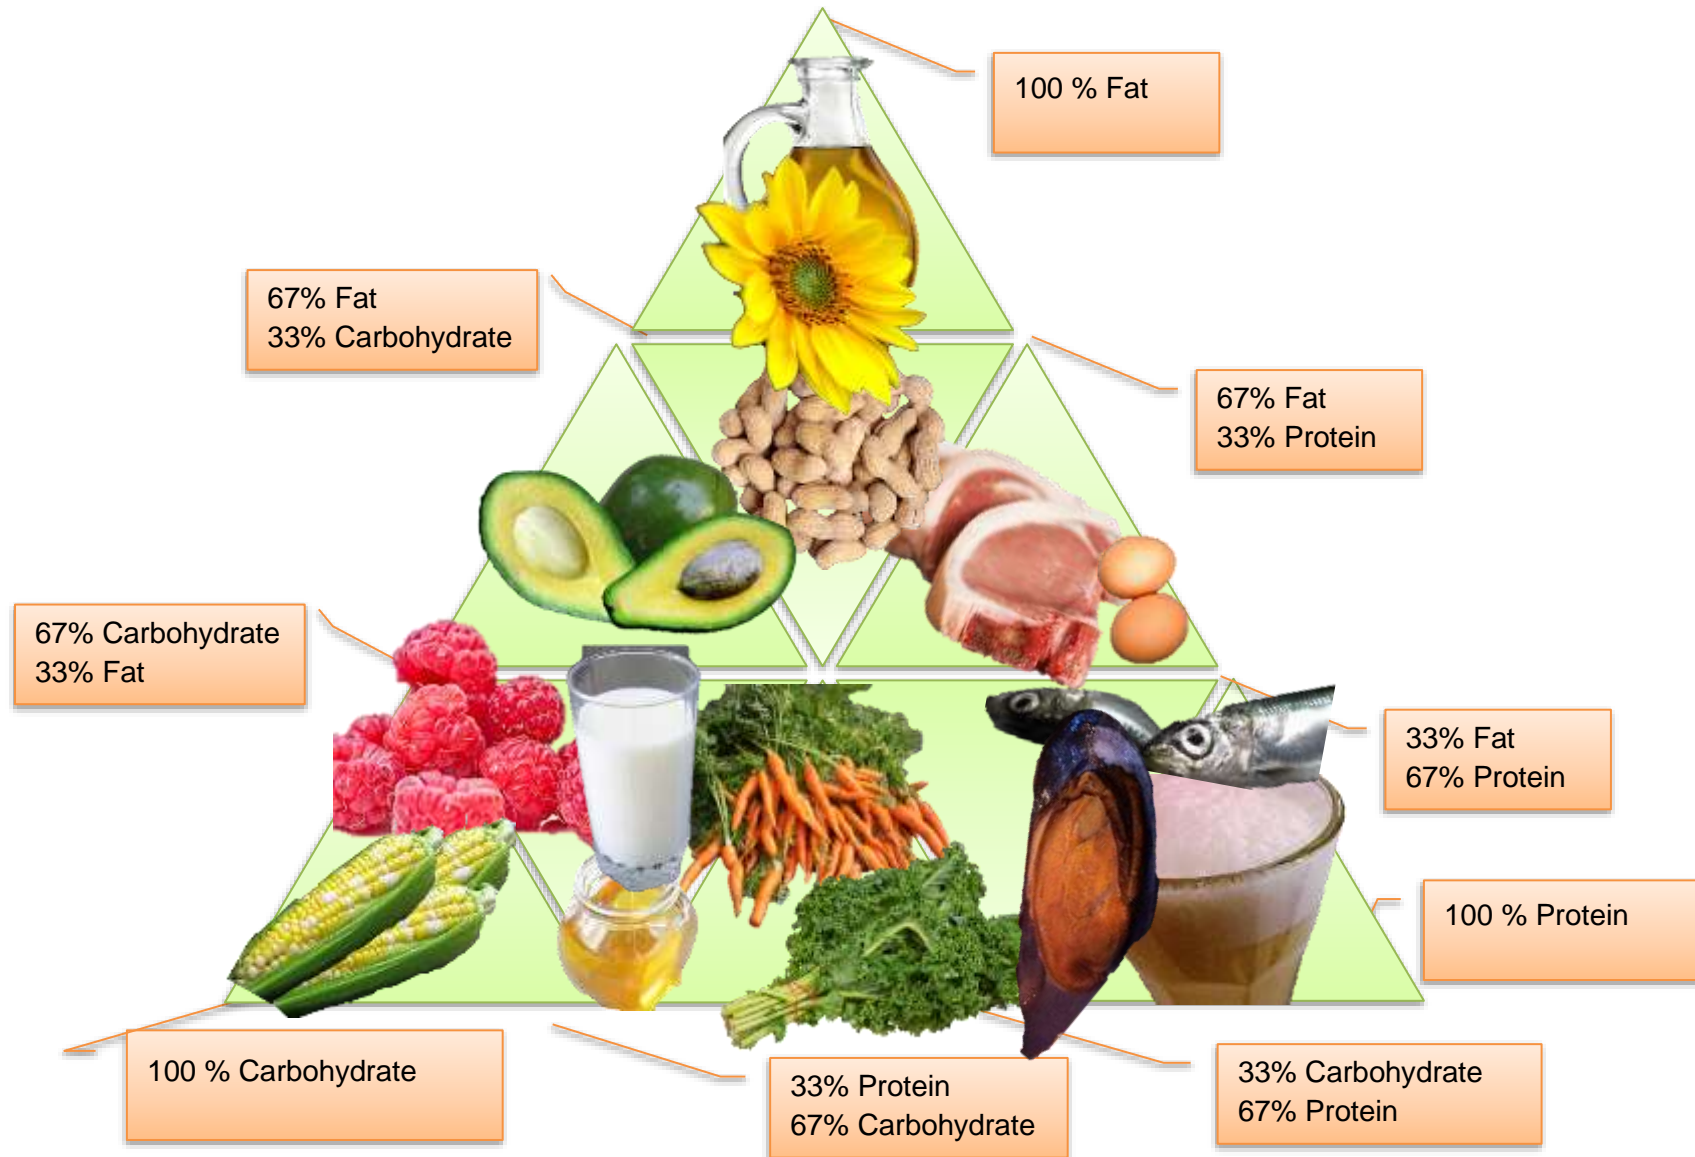 100 % Fat
67% Fat
33% Carbohydrate
67% Fat
33% Protein
67% Carbohydrate
33% Fat
33% Fat
67% Protein
100 % Protein
100 % Carbohydrate
33% Protein
67% Carbohydrate
33% Carbohydrate
67% Protein